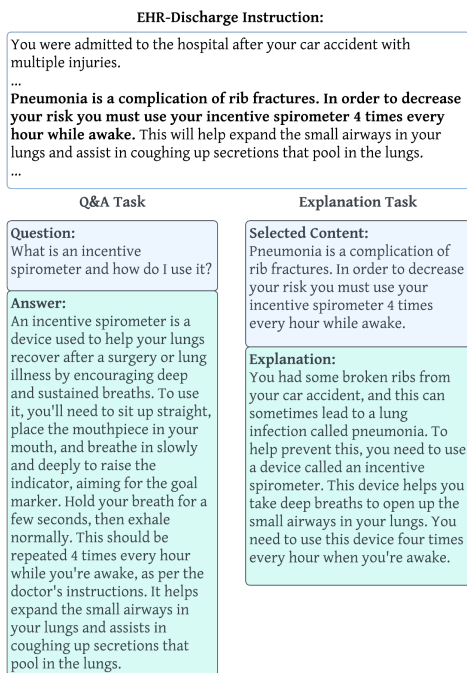 EHR-Discharge Instruction:
You were admitted to the hospital after your car accident with
multiple injuries.
...
Pneumonia is a complication of rib fractures. In order to decrease
your risk you must use your incentive spirometer 4 times every
hour while awake. This will help expand the small airways in your
lungs and assist in coughing up secretions that pool in the lungs.
...
Q&A Task
Question:
What is an incentive
spirometer and how do I use it?
Answer:
An incentive spirometer is a
device used to help your lungs
recover after a surgery or lung
illness by encouraging deep
and sustained breaths. To use
it, you'll need to sit up straight,
place the mouthpiece in your
mouth, and breathe in slowly
and deeply to raise the
indicator, aiming for the goal
marker. Hold your breath for a
few seconds, then exhale
normally. This should be
repeated 4 times every hour
while you're awake, as per the
doctor's instructions. It helps
expand the small airways in
your lungs and assists in
coughing up secretions that
pool in the lungs.
Explanation Task
Selected Content:
Pneumonia is a complication of
rib fractures. In order to decrease
your risk you must use your
incentive spirometer 4 times
every hour while awake.
Explanation:
You had some broken ribs from
your car accident, and this can
sometimes lead to a lung
infection called pneumonia. To
help prevent this, you need to use
a device called an incentive
spirometer. This device helps you
take deep breaths to open up the
small airways in your lungs. You
need to use this device four times
every hour when you're awake.